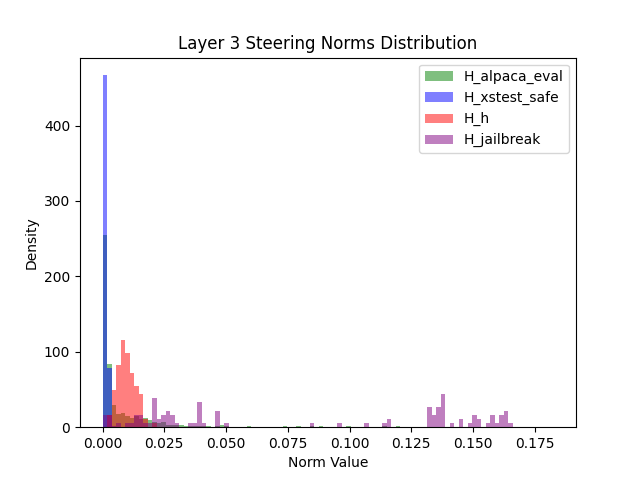 Layer 3 Steering Norms Distribution
H_alpaca_eval
H_xstest_safe
H_h
H_jailbreak
Density
400
300
200
100
0
0.000 0.025 0.050 0.075 0.100 0.125 0.150 0.175
Norm Value